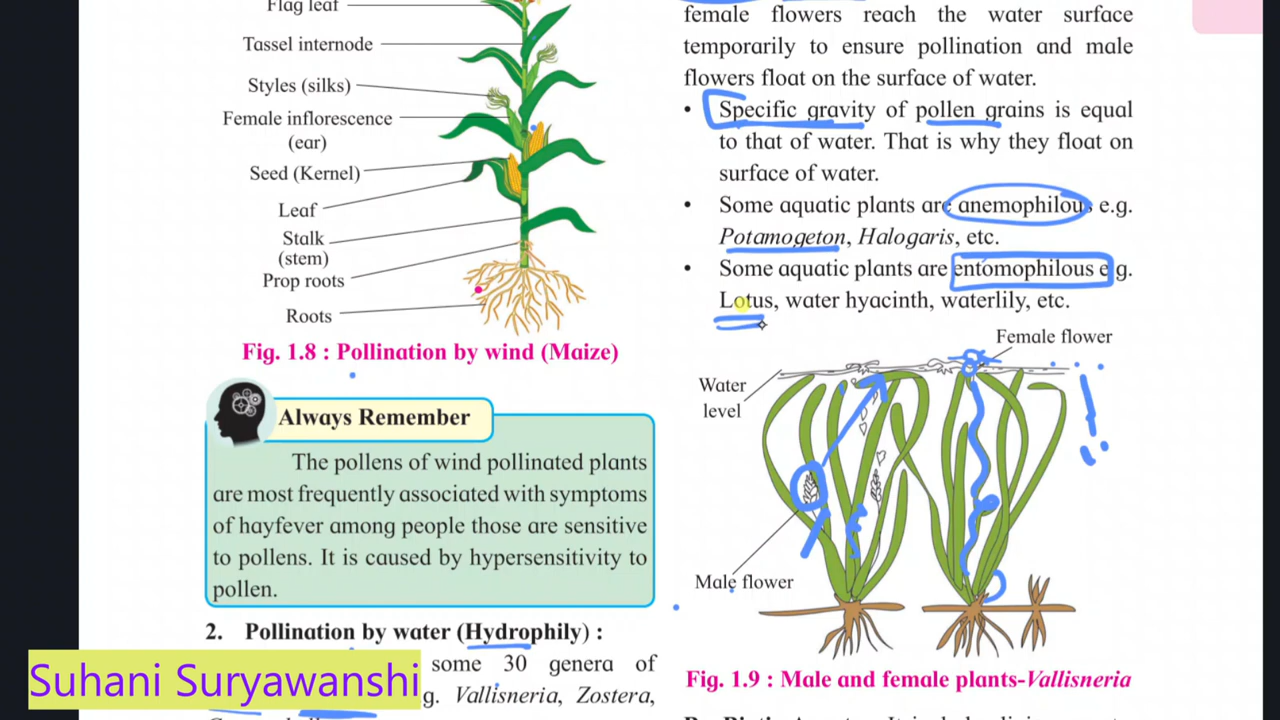 Flag leaf
Tassel internode
Styles (silks)
Female inflorescence
(ear)
Seed (Kernel)
Leaf
Stalk
(stem)
Prop roots
Roots
Fig. 1.8 : Pollination by wind (Maize)
Always Remember
The pollens of wind pollinated plants
are most frequently associated with symptoms
of hayfever among people those are sensitive
to pollens. It is caused by hypersensitivity to
pollen.
2. Pollination by water (Hydrophily) :
some 30 genera of
g. Vallisneria, Zostera,
Suhani Suryawanshi
female flowers reach the water surface
temporarily to ensure pollination and male
flowers float on the surface of water.
• Specific gravity of pollen grains is equal
to that of water. That is why they float on
surface of water.
• Some aquatic plants are anemophilous e.g.
Potamogeton, Halogaris, etc.
• Some aquatic plants are entomophilous e.g.
Lotus, water hyacinth, waterlily, etc.
Female flower
Water
level
Male flower
Fig. 1.9 : Male and female plants-Vallisneria